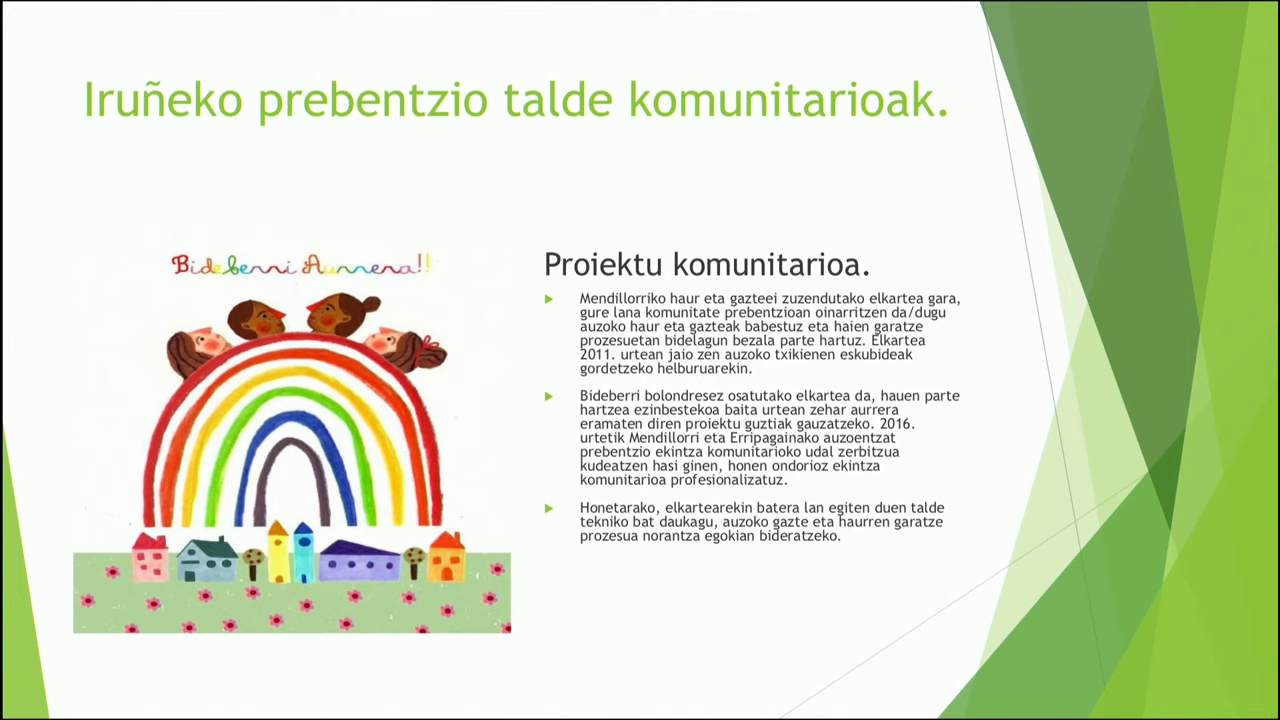 Iruñeko prebentzio talde komunitarioak.
Bideberri Aurrera!!
Proiektu komunitarioa.
Mendillorriko haur eta gazteei zuzendutako elkartea gara,
gure lana komunitate prebentzioan oinarritzen da/dugu
auzoko haur eta gazteak babestuz eta haien garatze
prozesuetan bidelagun bezala parte hartuz. Elkartea
2011. urtean jaio zen auzoko txikienen eskubideak
gordetzeko helburuarekin.
Bideberri bolondresez osatutako elkartea da, hauen parte
hartzea ezinbestekoa baita urtean zehar aurrera
eramaten diren proiektu guztiak gauzatzeko. 2016.
urtetik Mendillorri eta Erripagainako auzoentzat
prebentzio ekintza komunitarioko udal zerbitzua
kudeatzen hasi ginen, honen ondorioz ekintza
komunitarioa profesionalizatuz.
Honetarako, elkartearekin batera lan egiten duen talde
tekniko bat daukagu, auzoko gazte eta haurren garatze
prozesua norantza egokian bideratzeko.